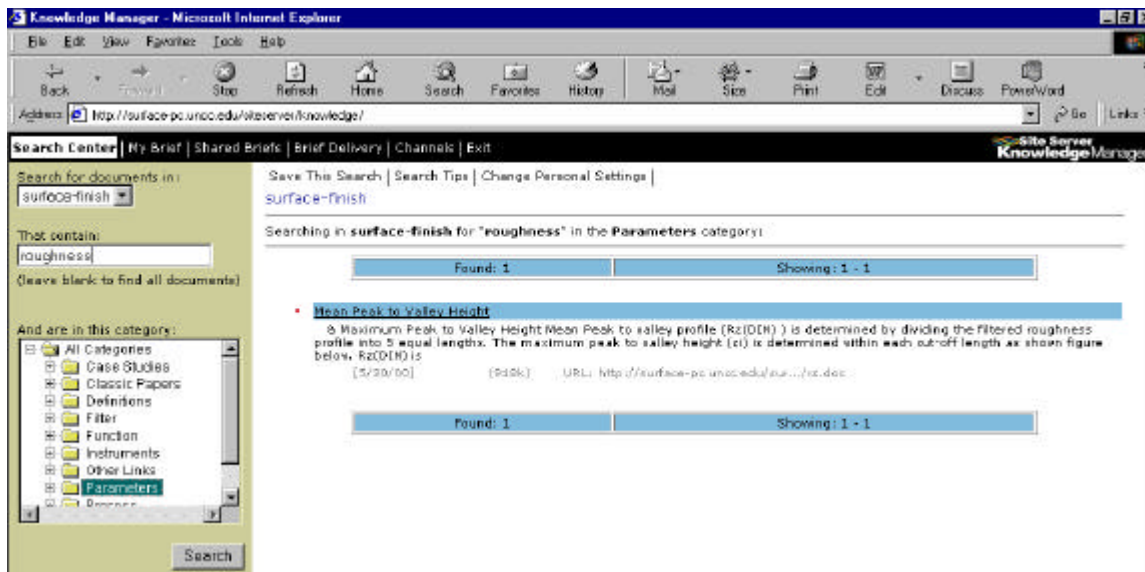 Knowledge Manager - Microsoft Internet Explorer
File Edit View Favorites Tools Help
Back Forward Stop Refresh Home Search Favorites History Mail Size Print Edit Discuss PowerWord
Address http://surface-pc.uncc.edu/siteserver/knowledge/ Go Links
Search Center | My Brief | Shared Briefs | Brief Delivery | Channels | Exit
Site Server
Knowledge Manager
Search for documents in:
surface-finish
That contain:
roughness
(leave blank to find all documents)
And are in this category:
All Categories
Case Studies
Classic Papers
Definitions
Filter
Function
Instruments
Other Links
Parameters
Process
Search
Save This Search | Search Tips | Change Personal Settings |
surface-finish
Searching in surface-finish for "roughness" in the Parameters category:
Found: 1 Showing: 1 - 1
Mean Peak to Valley Height
& Maximum Peak to Valley Height Mean Peak to valley profile (Rz(DIN) ) is determined by dividing the filtered roughness
profile into 5 equal lengths. The maximum peak to valley height (zi) is determined within each cut-off length as shown figure
below. Rz(DIN) is
[5/30/00] URL: http://surface-pc.uncc.edu/sur.../rz.doc
Found: 1 Showing: 1 - 1